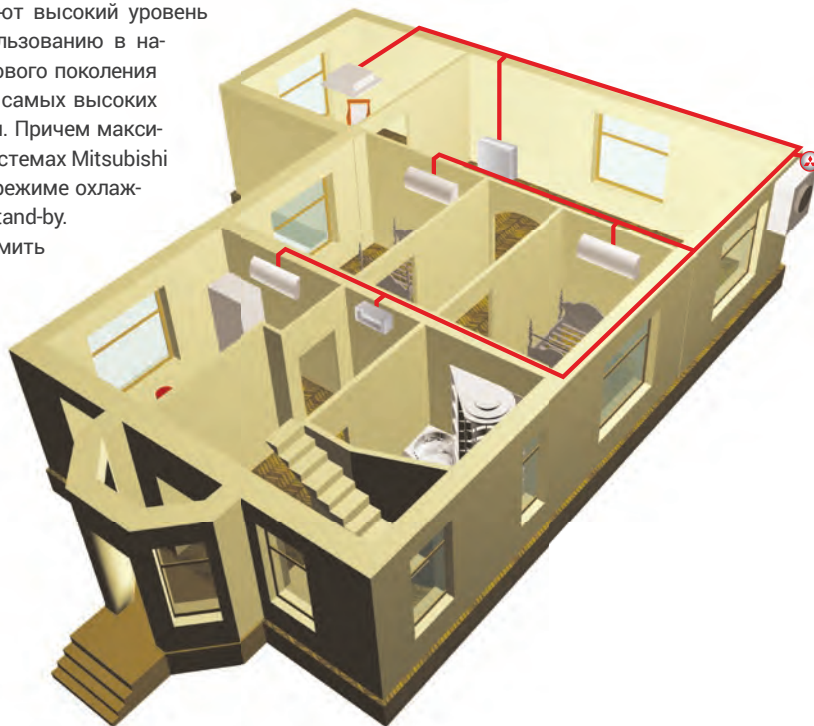 ют высокий уровень
льзованию в на-
ового поколения
самых высоких
. Причем макси-
стемах Mitsubishi
режиме охлаж-
tand-by.
мить